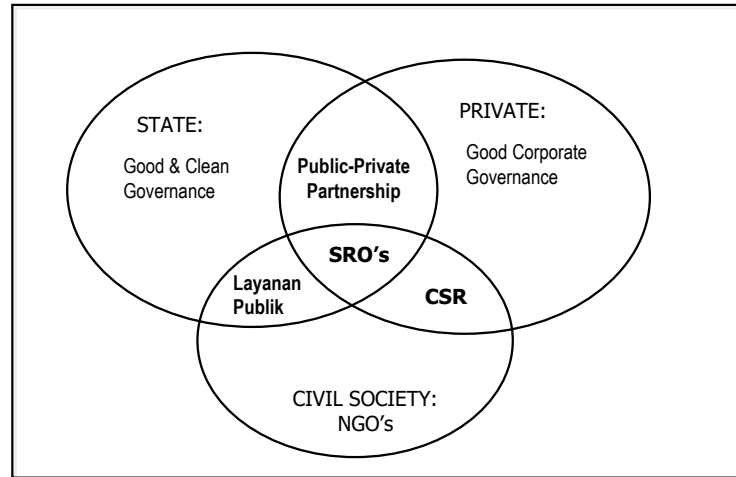 STATE:
Good & Clean
Governance
Public-Private
Partnership
PRIVATE:
Good Corporate
Governance
SRO's
Layanan
Publik
CSR
CIVIL SOCIETY:
NGO's